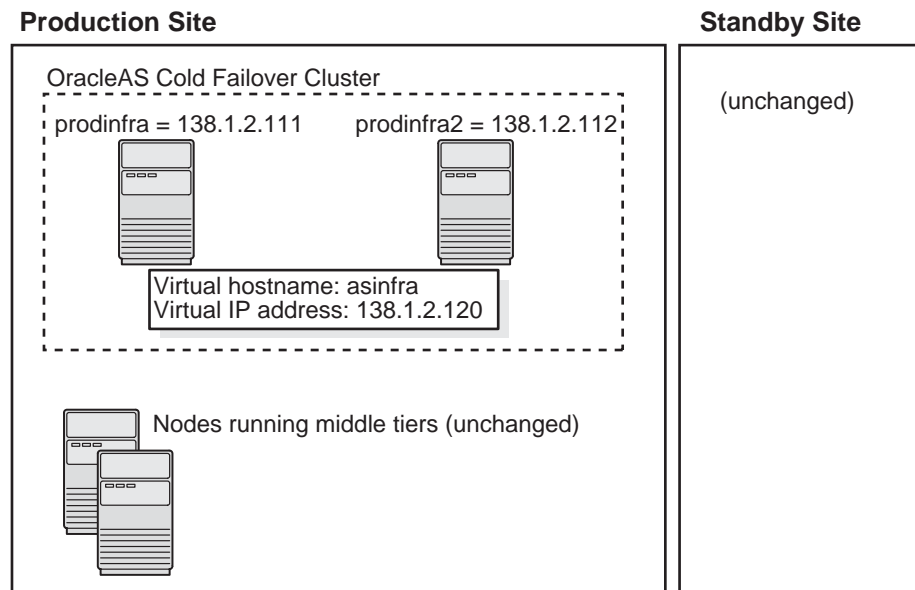 Production Site
Standby Site
OracleAS Cold Failover Cluster
(unchanged)
prodinfra = 138.1.2.111
prodinfra2 = 138.1.2.112
Virtual hostname: asinfra
Virtual IP address: 138.1.2.120
Nodes running middle tiers (unchanged)